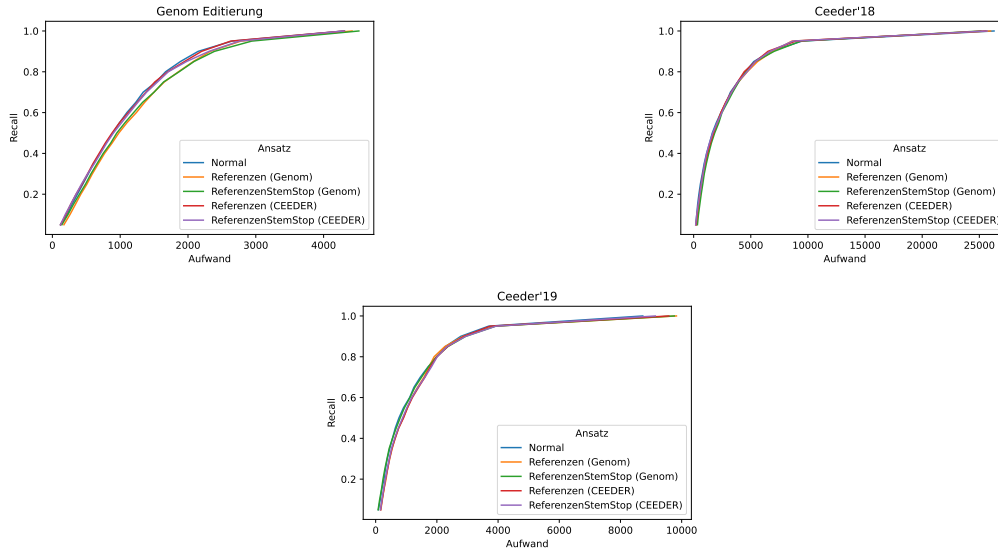 Genom Editierung
1.0
0.8
0.6
0.4
0.2
Recall
0 1000 2000 3000 4000
Aufwand
Ansatz
Normal
Referenzen (Genom)
ReferenzenStemStop (Genom)
Referenzen (CEEDER)
ReferenzenStemStop (CEEDER)
Ceeder'18
1.0
0.8
0.6
0.4
0.2
Recall
0 5000 10000 15000 20000 25000
Aufwand
Ansatz
Normal
Referenzen (Genom)
ReferenzenStemStop (Genom)
Referenzen (CEEDER)
ReferenzenStemStop (CEEDER)
Ceeder'19
1.0
0.8
0.6
0.4
0.2
Recall
0 2000 4000 6000 8000 10000
Aufwand
Ansatz
Normal
Referenzen (Genom)
ReferenzenStemStop (Genom)
Referenzen (CEEDER)
ReferenzenStemStop (CEEDER)